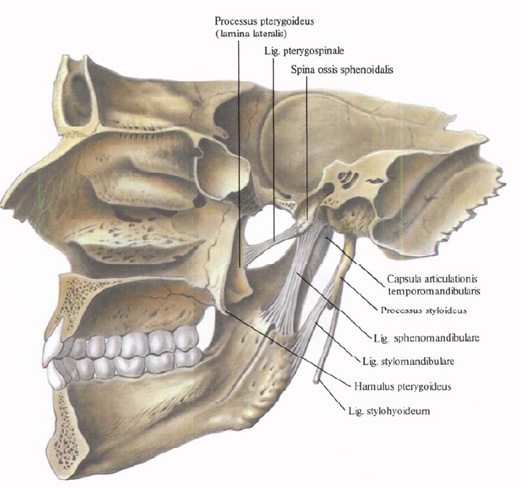 Processus pterygoideus
(lamina lateralis)
Lig. pterygospinale
Spina ossis sphenoidalis
Capsula articulationis
temporomandibularis
Processus styloideus
Lig. sphenomandibulare
Lig. stylomandibulare
Hamulus pterygoideus
Lig. stylohyoideum